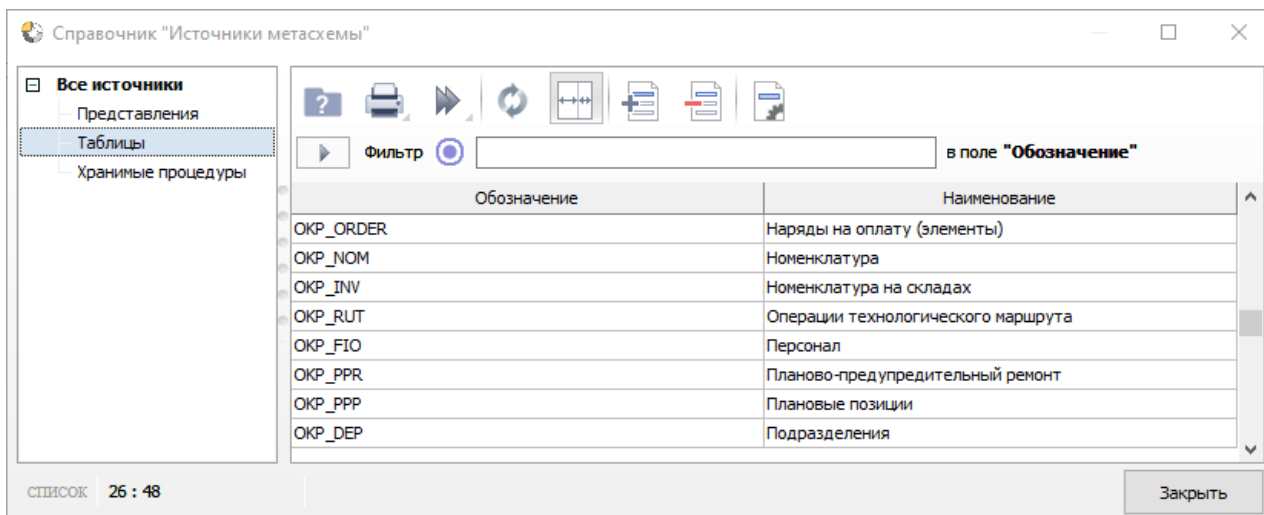 Справочник "Источники метасхемы"
Все источники
Представления
Таблицы
Хранимые процедуры
Фильтр в поле "Обозначение"
Обозначение Наименование
OKP_ORDER Наряды на оплату (элементы)
OKP_NOM Номенклатура
OKP_INV Номенклатура на складах
OKP_RUT Операции технологического маршрута
OKP_FIO Персонал
OKP_PPR Планово-предупредительный ремонт
OKP_PPP Плановые позиции
OKP_DEP Подразделения
СПИСОК 26 : 48
Закрыть